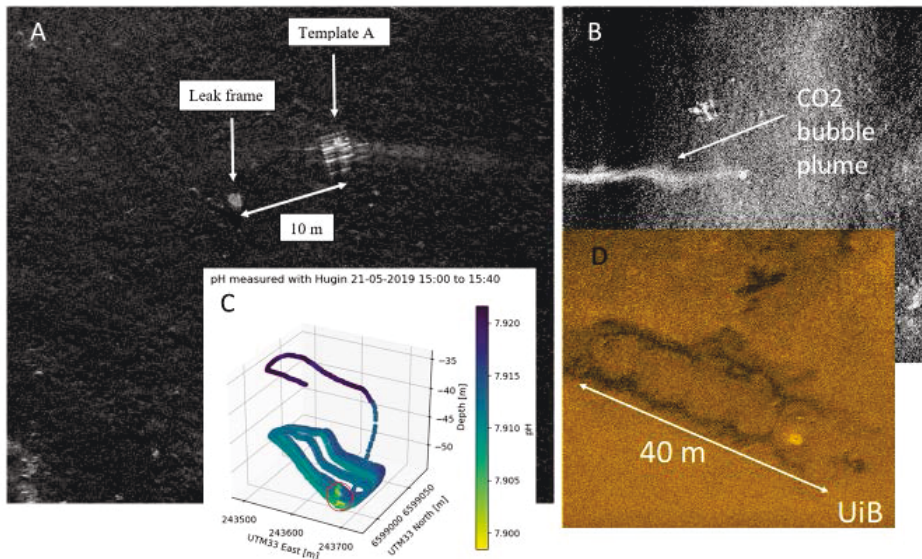 A
Template A
Leak frame
10 m
B
CO2
bubble
plume
pH measured with Hugin 21-05-2019 15:00 to 15:40
C
7.920
7.915
7.910
7.905
7.900
pH
−35
−40
−45
−50
Depth [m]
243500
243600
243700
UTM33 East [m]
6599000
6599050
UTM33 North [m]
D
40 m
UiB